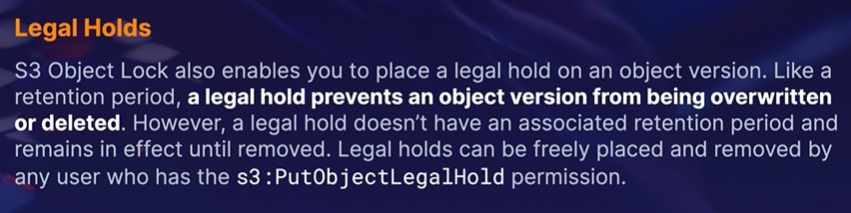 Legal Holds
S3 Object Lock also enables you to place a legal hold on an object version. Like a
retention period, a legal hold prevents an object version from being overwritten
or deleted. However, a legal hold doesn’t have an associated retention period and
remains in effect until removed. Legal holds can be freely placed and removed by
any user who has the s3:PutObjectLegalHold permission.